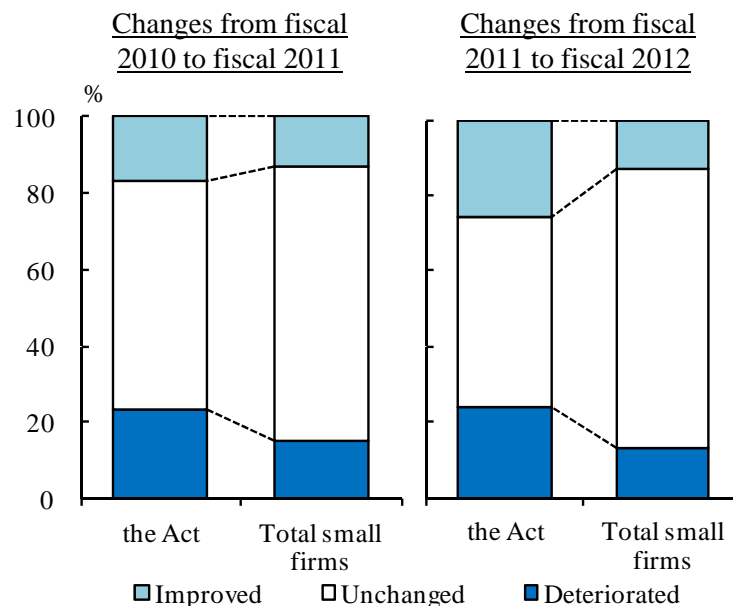 Changes from fiscal
2010 to fiscal 2011
Changes from fiscal
2011 to fiscal 2012
%
100
80
60
40
20
0
the Act
Total small
firms
the Act
Total small
firms
Improved
Unchanged
Deteriorated